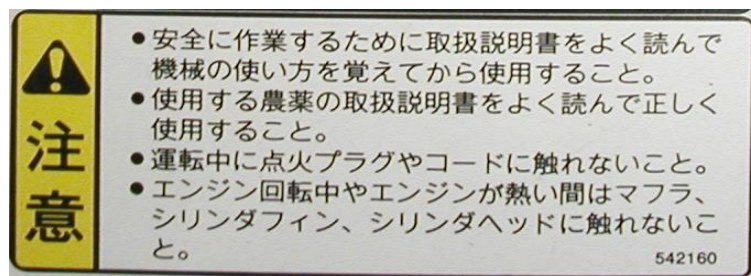 注意
●安全に作業するために取扱説明書をよく読んで
機械の使い方を覚えてから使用すること。
●使用する農薬の取扱説明書をよく読んで正しく
使用すること。
●運転中に点火プラグやコードに触れないこと。
●エンジン回転中やエンジンが熱い間はマフラ、
シリンダフィン、シリンダヘッドに触れないこ
と。
542160